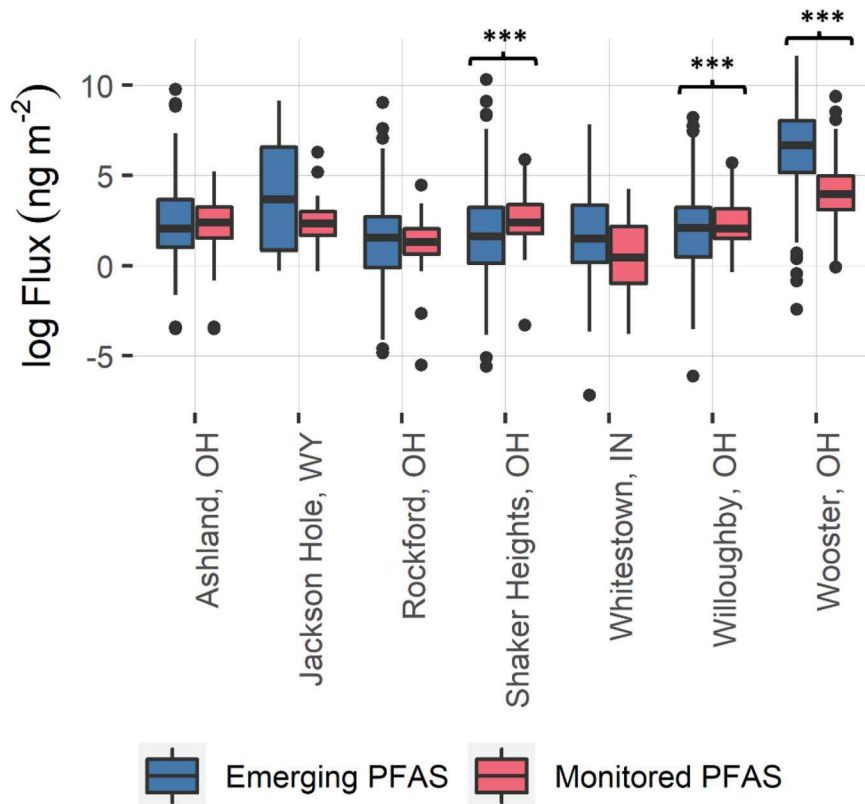 ***
***
***
log Flux (ng m⁻²)
10
5
0
-5
Ashland, OH
Jackson Hole, WY
Rockford, OH
Shaker Heights, OH
Whitestown, IN
Willoughby, OH
Wooster, OH
Emerging PFAS
Monitored PFAS